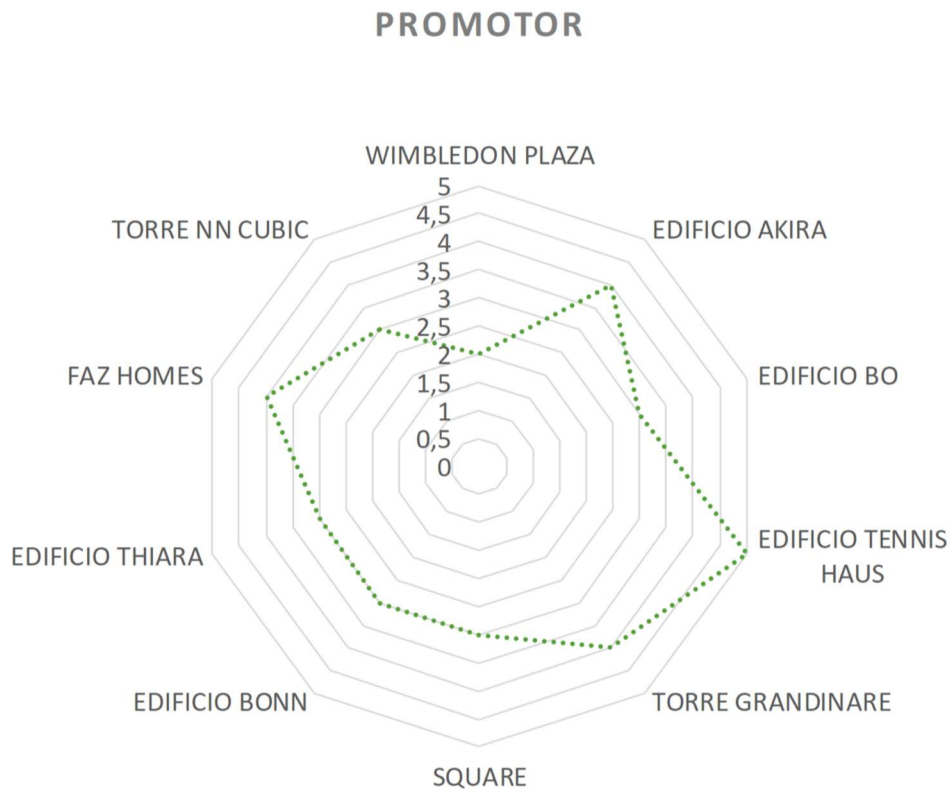 PROMOTOR
WIMBLEDON PLAZA
5
4,5
4
3,5
3
2,5
2
1,5
1
0,5
0
EDIFICIO AKIRA
EDIFICIO BO
EDIFICIO TENNIS
HAUS
TORRE GRANDINARE
SQUARE
EDIFICIO BONN
EDIFICIO THIARA
FAZ HOMES
TORRE NN CUBIC